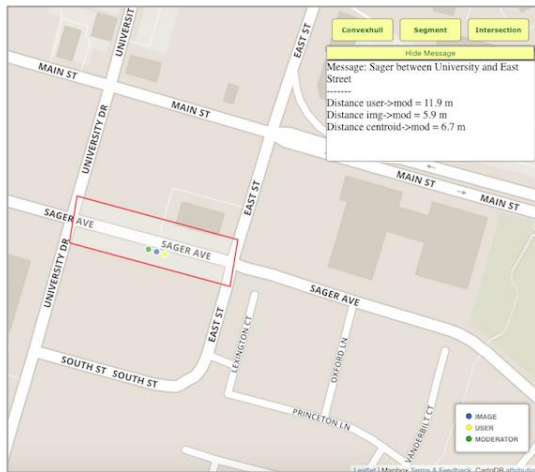 Convexhull
Segment
Intersection
Hide Message
Message: Sager between University and East
Street
-------
Distance user->mod = 11.9 m
Distance img->mod = 5.9 m
Distance centroid->mod = 6.7 m
UNIVERSIT
EAST ST
MAIN ST
MAIN ST
UNIVERSITY DR
MAIN ST
MAIN ST
EAST ST
SAGER AVE
SAGER AVE
UNIVERSITY DR
SAGER AVE
EAST ST
LEXINGTON CT
OXFORD LN
SOUTH ST SOUTH ST
PRINCETON LN
VANDERBILT CT
IMAGE
USER
MODERATOR
Leaflet | Mapbox Terms & Feedback, CartoDB attributio